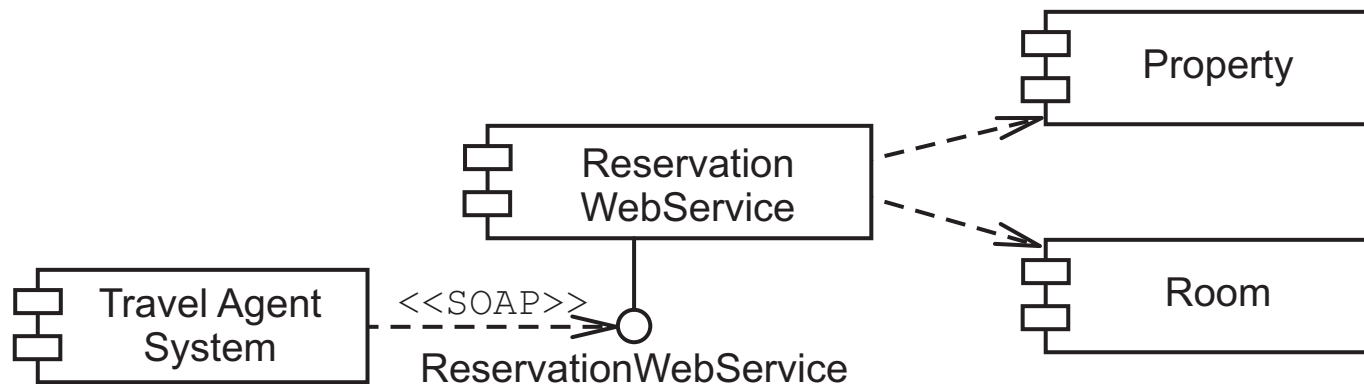 Property
Reservation
WebService
Room
Travel Agent
System
<<SOAP>>
ReservationWebService